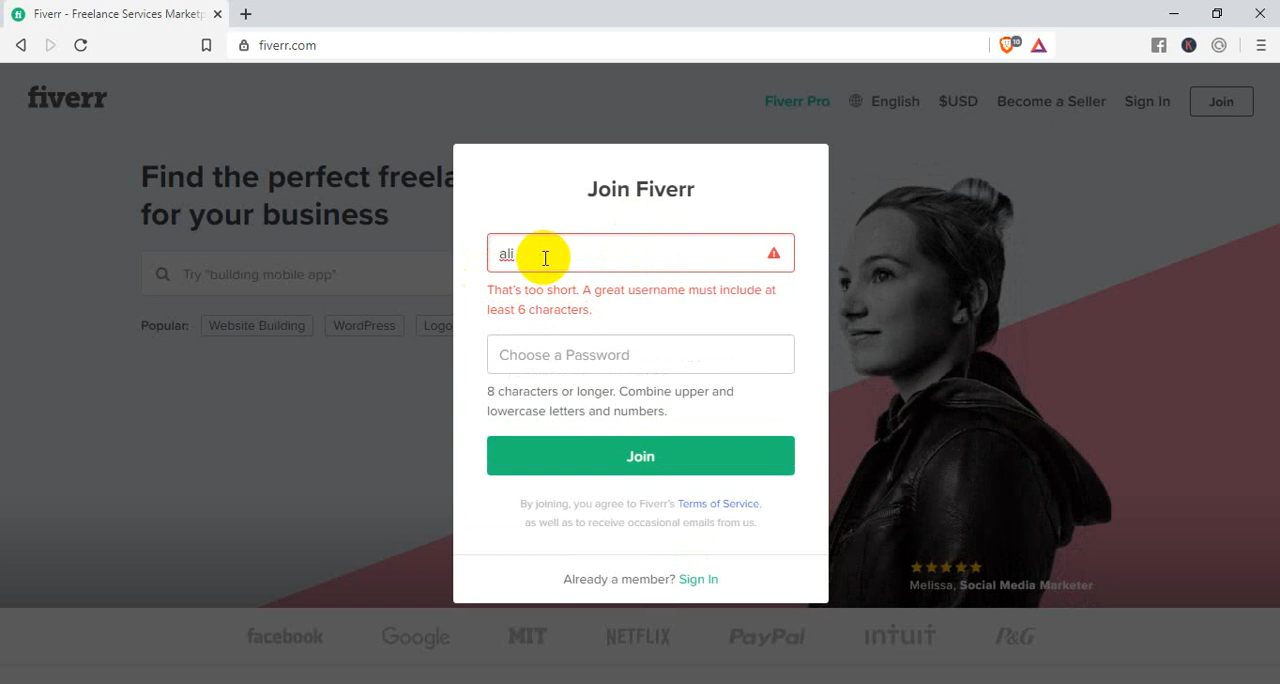 Fiverr - Freelance Services Marketp
fiverr.com
10
fiverr
Fiverr Pro English $USD Become a Seller Sign In Join
Find the perfect freela
for your business
Try "building mobile app"
Popular: Website Building WordPress Logo
Join Fiverr
ali
That's too short. A great username must include at
least 6 characters.
Choose a Password
8 characters or longer. Combine upper and
lowercase letters and numbers.
Join
By joining, you agree to Fiverr's Terms of Service,
as well as to receive occasional emails from us.
Already a member? Sign In
Melissa, Social Media Marketer
facebook Google MIT NETFLIX PayPal intuit P&G